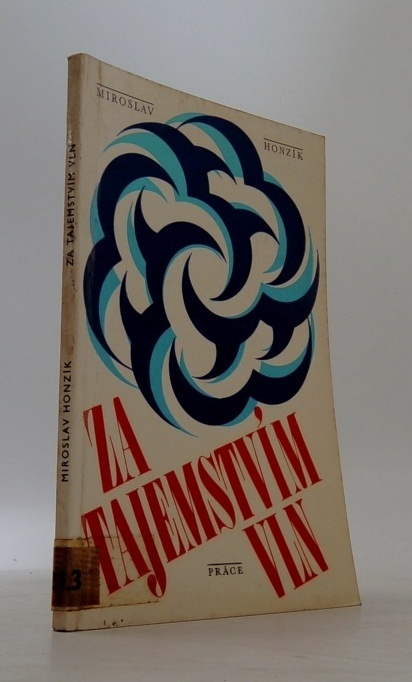 MIROSLAV
HONZÍK
ZA
TAJEMSTVÍM
VLN
PRÁCE
MIROSLAV HONZÍK
ZA TAJEMSTVÍM VLN